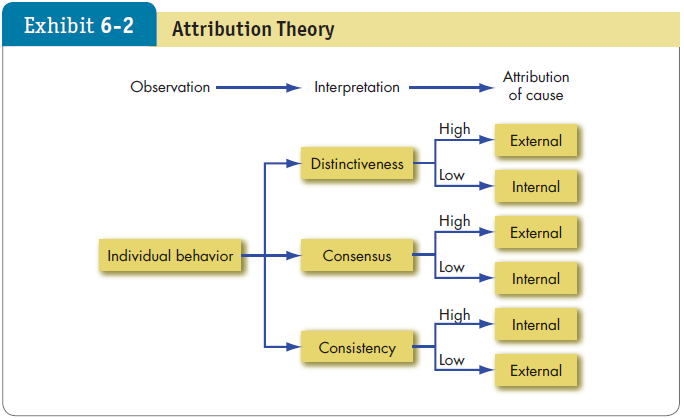 Exhibit 6-2 Attribution Theory
Observation Interpretation Attribution
of cause
High External
Distinctiveness
Low Internal
High External
Individual behavior Consensus
Low Internal
High Internal
Consistency
Low External